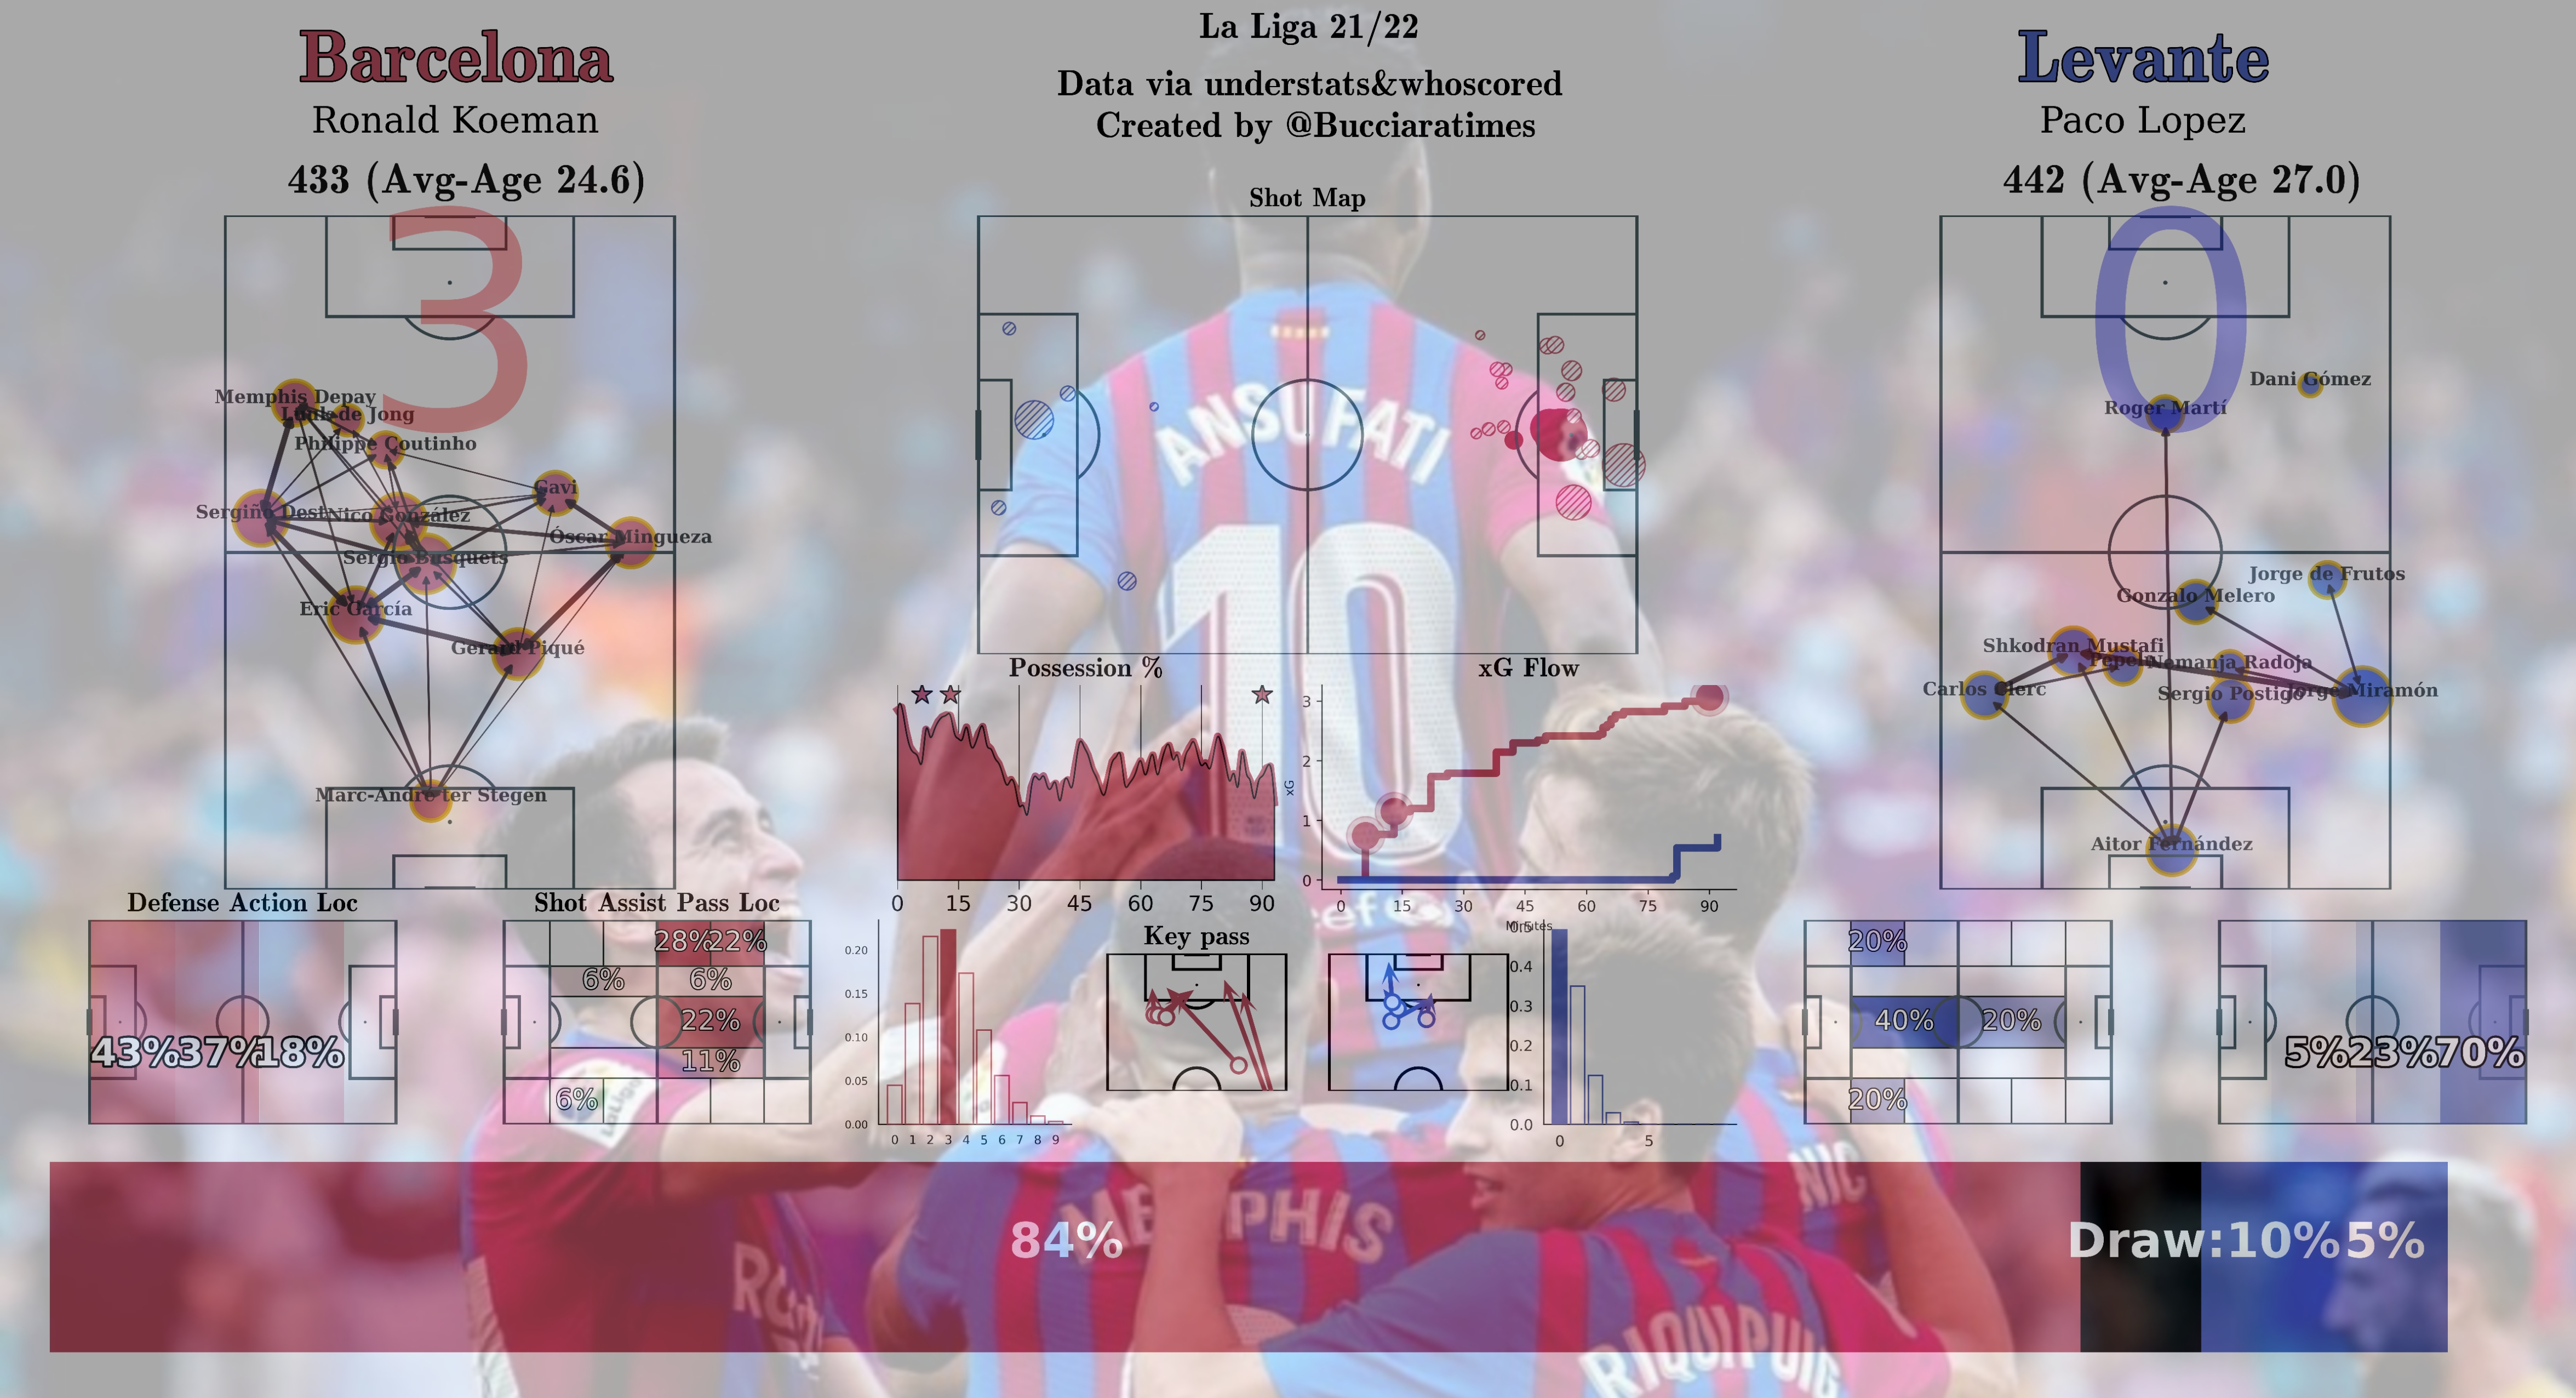 La Liga 21/22
Barcelona
Levante
Data via understats&whoscored
Ronald Koeman
Created by @Bucciaratimes
Paco Lopez
433 (Avg-Age 24.6)
442 (Avg-Age 27.0)
Shot Map
3
0
Memphis Depay
de Jong
Philippe Coutinho
Gavi
Sergiño Dest
Nico González
Óscar Mingueza
Sergio Busquets
Eric García
Gerard Piqué
Marc-André ter Stegen
ANSU FATI
10
Dani Gómez
Roger Martí
Jorge de Frutos
Gonzalo Melero
Shkodran Mustafi
Pepelu
Nemanja Radoja
Carlos Clerc
Sergio Postigo
Jorge Miramón
Aitor Fernández
Possession %
0 15 30 45 60 75 90
xG Flow
xG
3
2
1
0
0 15 30 45 60 75 90
Minutes
Defense Action Loc
43% 37% 18%
Shot Assist Pass Loc
28% 22%
6% 6%
22%
11%
6%
0.20
0.15
0.10
0.05
0.00
0 1 2 3 4 5 6 7 8 9
Key pass
0.5
0.4
0.3
0.2
0.1
0.0
0 5
20%
40% 20%
20%
5% 23% 70%
84%
Draw:10% 5%
MEMPHIS
NIC
RIQUI PUIG